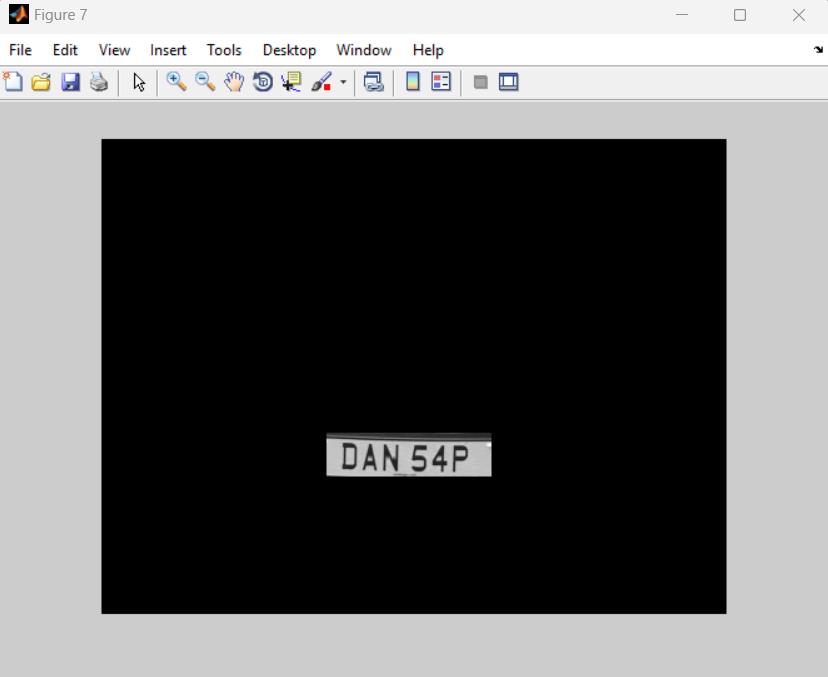 Figure 7
File Edit View Insert Tools Desktop Window Help
DAN 54P